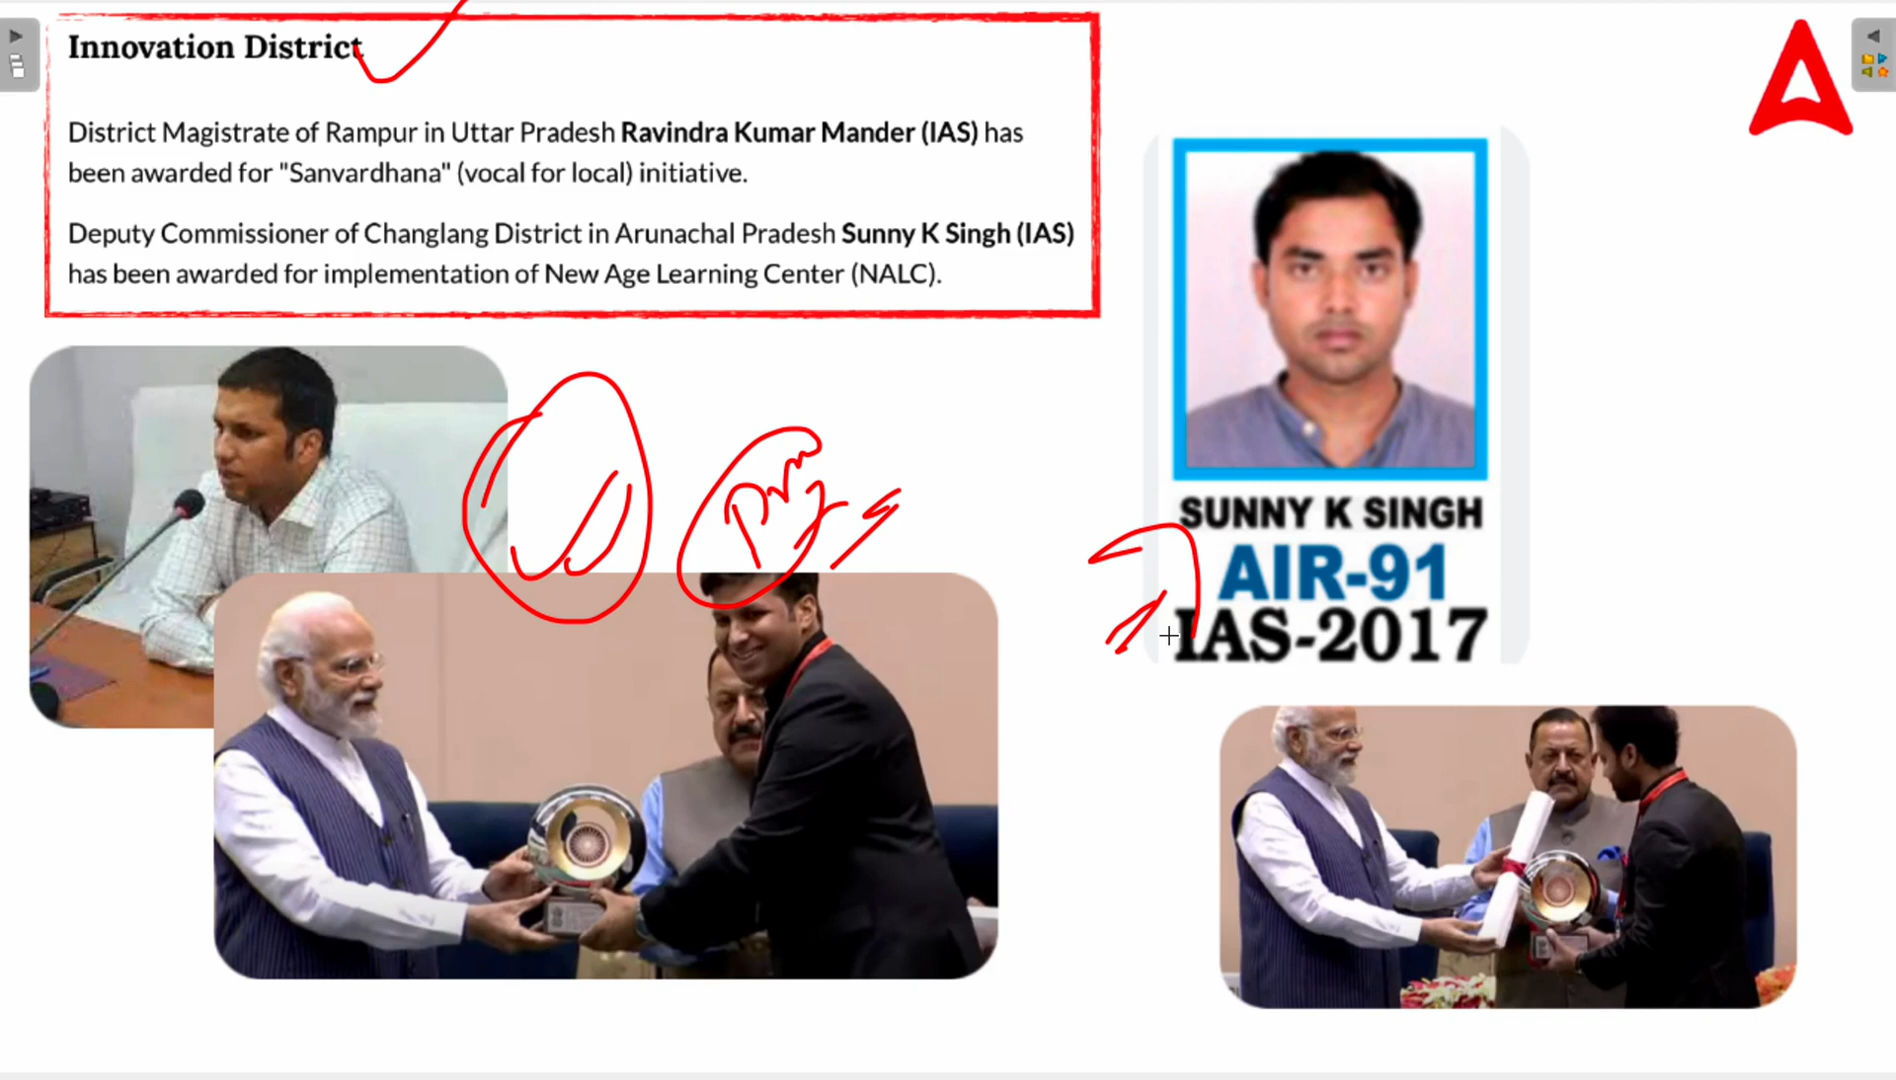 Innovation District
District Magistrate of Rampur in Uttar Pradesh Ravindra Kumar Mander (IAS) has
been awarded for "Sanvardhana" (vocal for local) initiative.
Deputy Commissioner of Changlang District in Arunachal Pradesh Sunny K Singh (IAS)
has been awarded for implementation of New Age Learning Center (NALC).
SUNNY K SINGH
AIR-91
IAS-2017